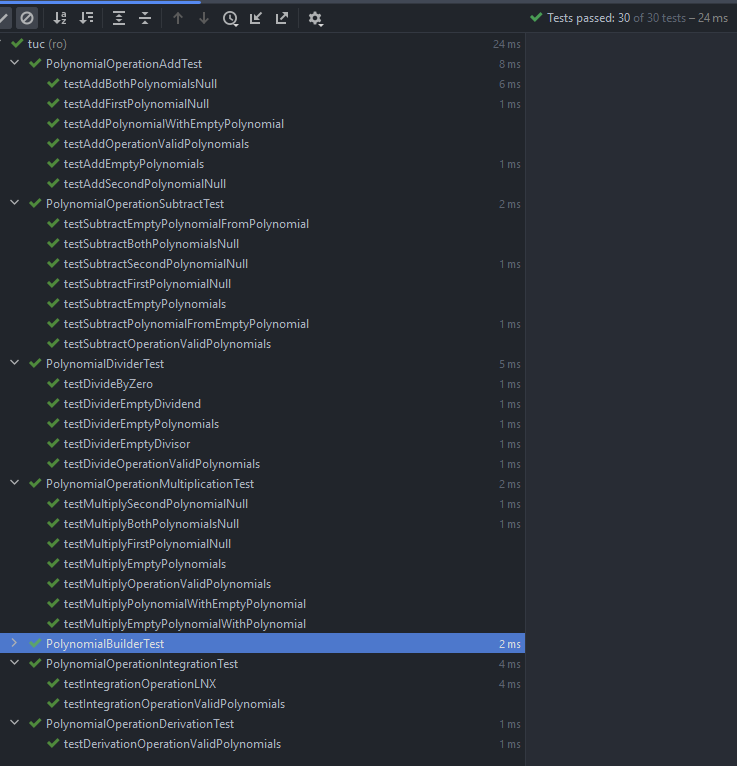 Tests passed: 30 of 30 tests – 24 ms
tuc (ro) 24 ms
PolynomialOperationAddTest 8 ms
testAddBothPolynomialsNull 6 ms
testAddFirstPolynomialNull 1 ms
testAddPolynomialWithEmptyPolynomial
testAddOperationValidPolynomials
testAddEmptyPolynomials 1 ms
testAddSecondPolynomialNull
PolynomialOperationSubtractTest 2 ms
testSubtractEmptyPolynomialFromPolynomial
testSubtractBothPolynomialsNull
testSubtractSecondPolynomialNull 1 ms
testSubtractFirstPolynomialNull
testSubtractEmptyPolynomials
testSubtractPolynomialFromEmptyPolynomial 1 ms
testSubtractOperationValidPolynomials
PolynomialDividerTest 5 ms
testDivideByZero 1 ms
testDividerEmptyDividend 1 ms
testDividerEmptyPolynomials 1 ms
testDividerEmptyDivisor 1 ms
testDivideOperationValidPolynomials 1 ms
PolynomialOperationMultiplicationTest 2 ms
testMultiplySecondPolynomialNull 1 ms
testMultiplyBothPolynomialsNull 1 ms
testMultiplyFirstPolynomialNull
testMultiplyEmptyPolynomials
testMultiplyOperationValidPolynomials
testMultiplyPolynomialWithEmptyPolynomial
testMultiplyEmptyPolynomialWithPolynomial
PolynomialBuilderTest 2 ms
PolynomialOperationIntegrationTest 4 ms
testIntegrationOperationLNX 4 ms
testIntegrationOperationValidPolynomials
PolynomialOperationDerivationTest 1 ms
testDerivationOperationValidPolynomials 1 ms